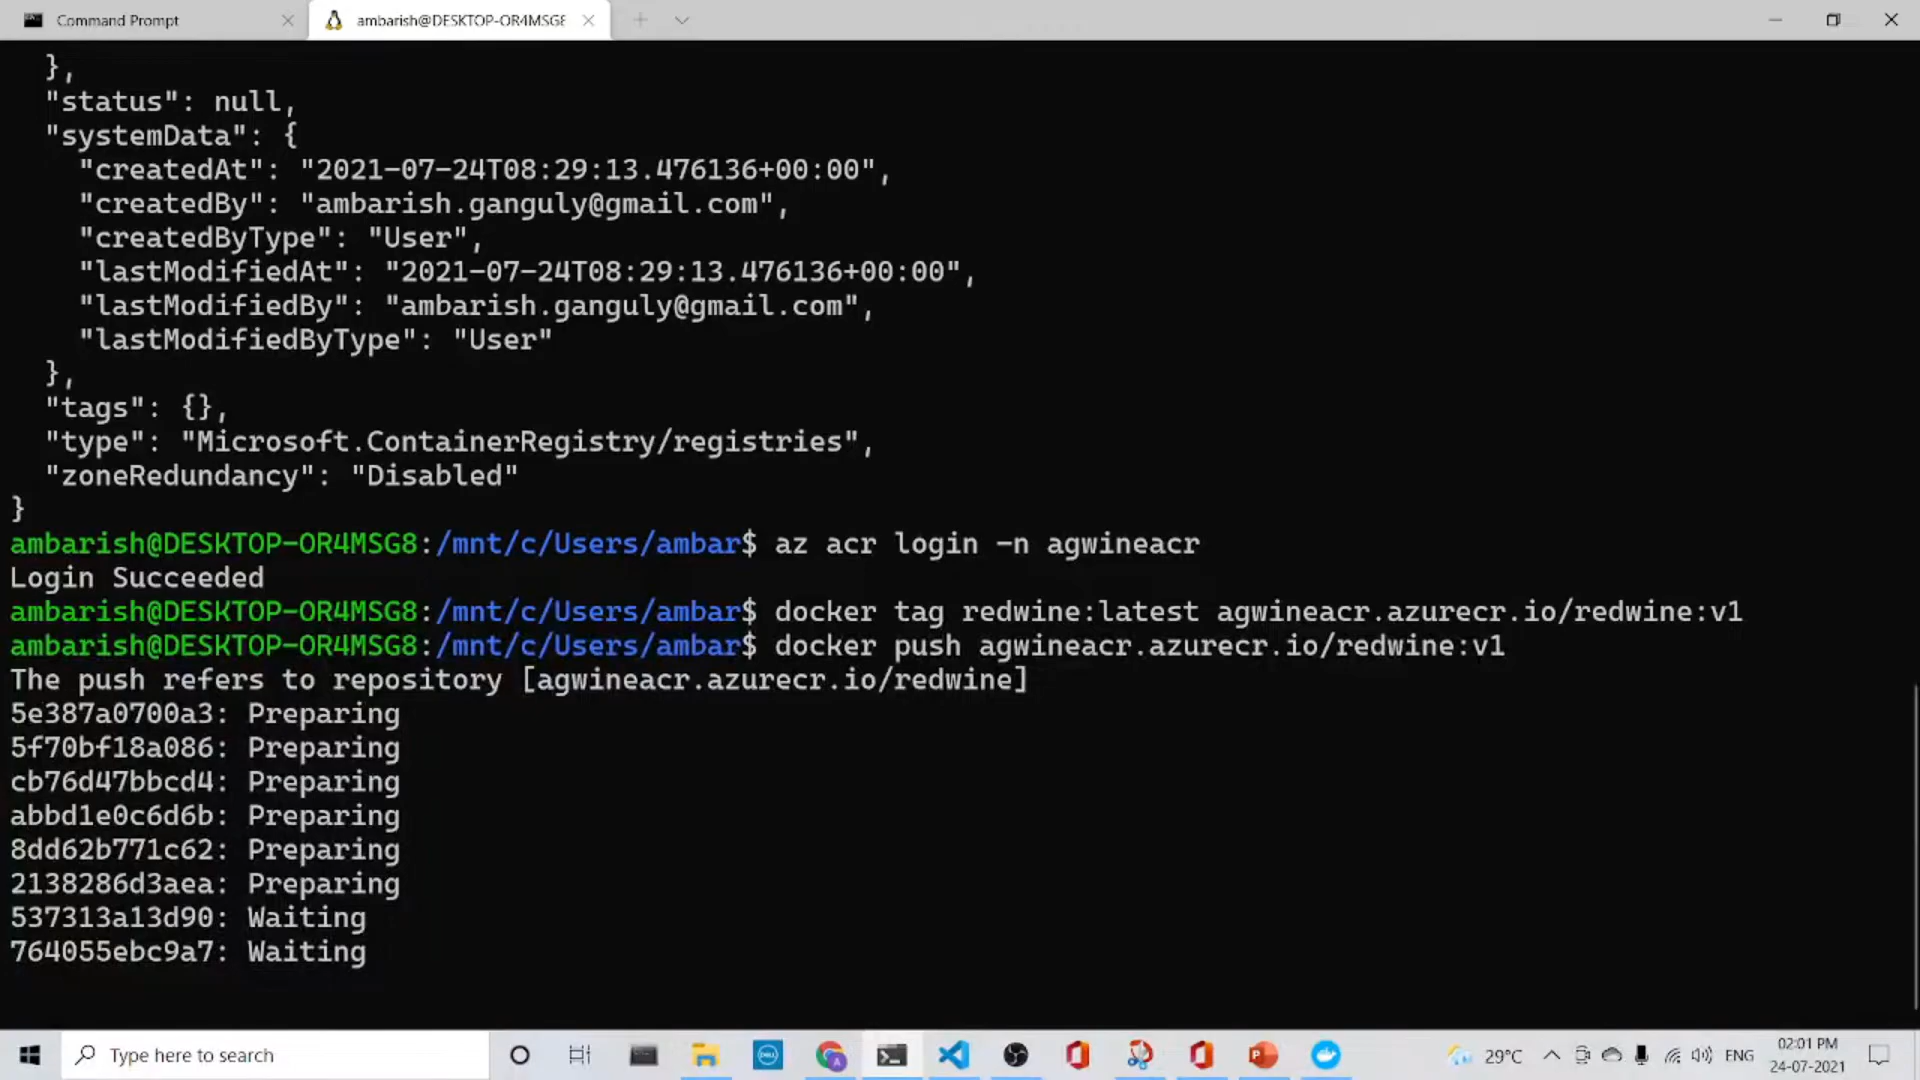 Command Prompt
ambarish@DESKTOP-OR4MSG8
},
"status": null,
"systemData": {
"createdAt": "2021-07-24T08:29:13.476136+00:00",
"createdBy": "ambarish.ganguly@gmail.com",
"createdByType": "User",
"lastModifiedAt": "2021-07-24T08:29:13.476136+00:00",
"lastModifiedBy": "ambarish.ganguly@gmail.com",
"lastModifiedByType": "User"
},
"tags": {},
"type": "Microsoft.ContainerRegistry/registries",
"zoneRedundancy": "Disabled"
}
ambarish@DESKTOP-OR4MSG8:/mnt/c/Users/ambar$ az acr login -n agwineacr
Login Succeeded
ambarish@DESKTOP-OR4MSG8:/mnt/c/Users/ambar$ docker tag redwine:latest agwineacr.azurecr.io/redwine:v1
ambarish@DESKTOP-OR4MSG8:/mnt/c/Users/ambar$ docker push agwineacr.azurecr.io/redwine:v1
The push refers to repository [agwineacr.azurecr.io/redwine]
5e387a0700a3: Preparing
5f70bf18a086: Preparing
cb76d47bbcd4: Preparing
abbd1e0c6d6b: Preparing
8dd62b771c62: Preparing
2138286d3aea: Preparing
537313a13d90: Waiting
764055ebc9a7: Waiting
Type here to search
29°C
ENG
02:01 PM
24-07-2021